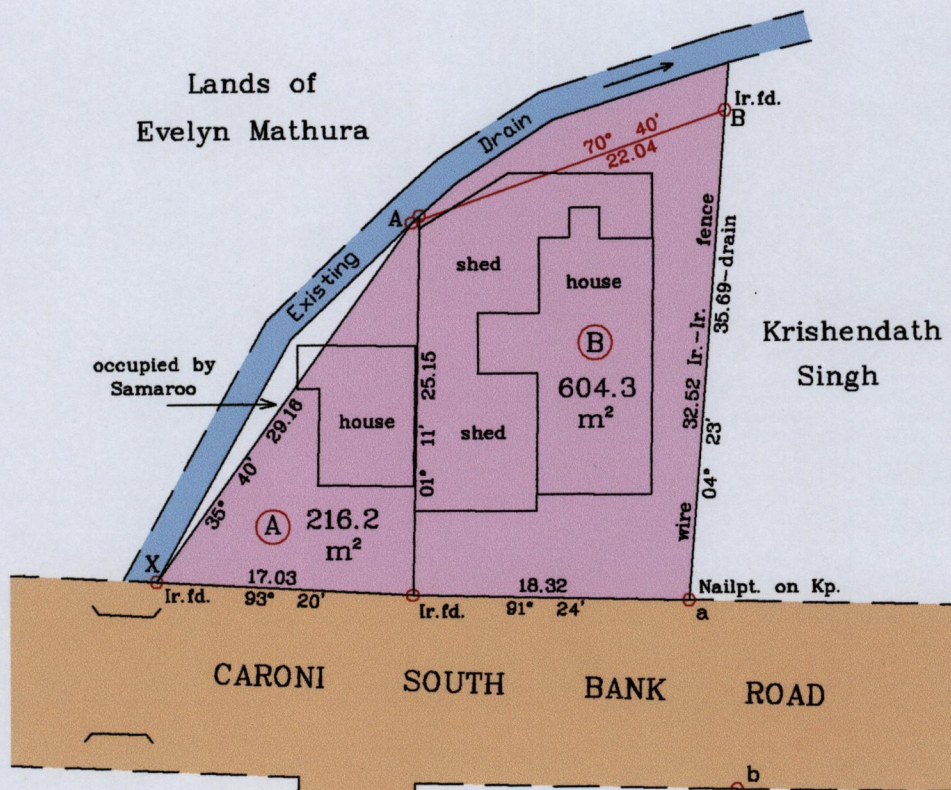 Lands of
Evelyn Mathura
Drain
Existing
Ir.fd.
B
70° 40'
22.04
A
shed
house
B
604.3
m²
fence
35.69-drain
32.52 Ir.-Ir.
04° 23'
wire
Krishendath
Singh
occupied by
Samaroo
29.18
35° 40'
house
25.15
01° 11'
shed
A
216.2
m²
X
Ir.fd.
17.03
93° 20'
Ir.fd.
18.32
91° 24'
Nailpt. on Kp.
a
CARONI SOUTH BANK ROAD
b